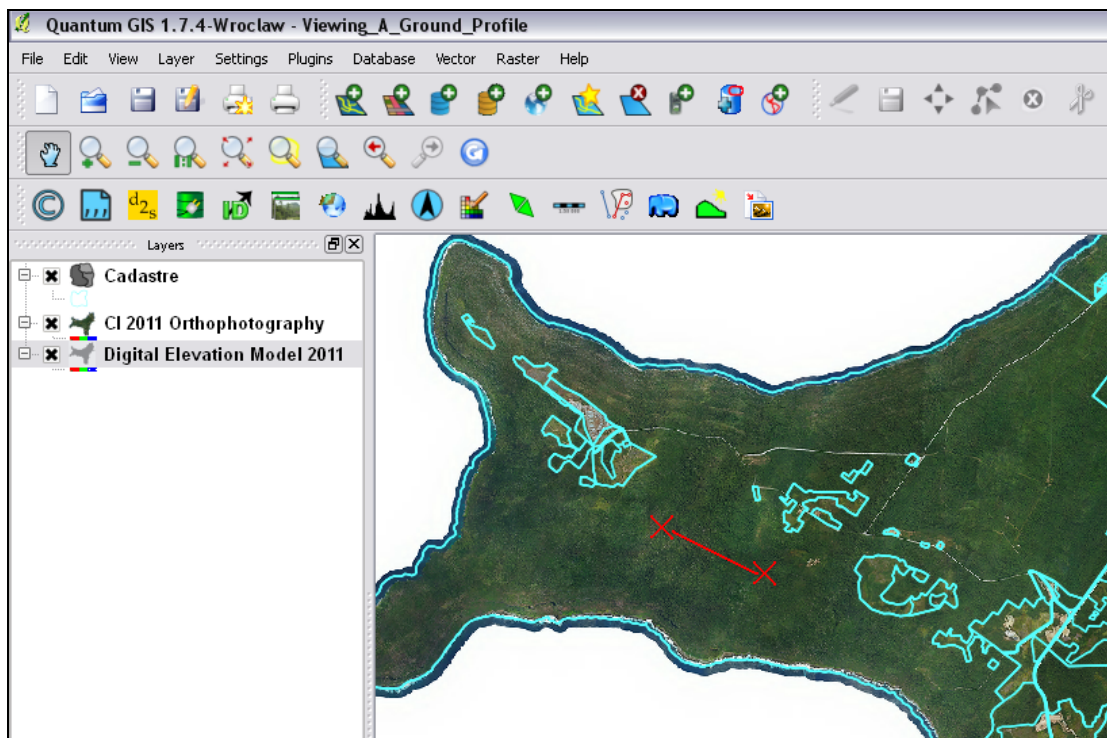 Quantum GIS 1.7.4-Wroclaw - Viewing_A_Ground_Profile
File Edit View Layer Settings Plugins Database Vector Raster Help
d2s
Layers
Cadastre
CI 2011 Orthophotography
Digital Elevation Model 2011